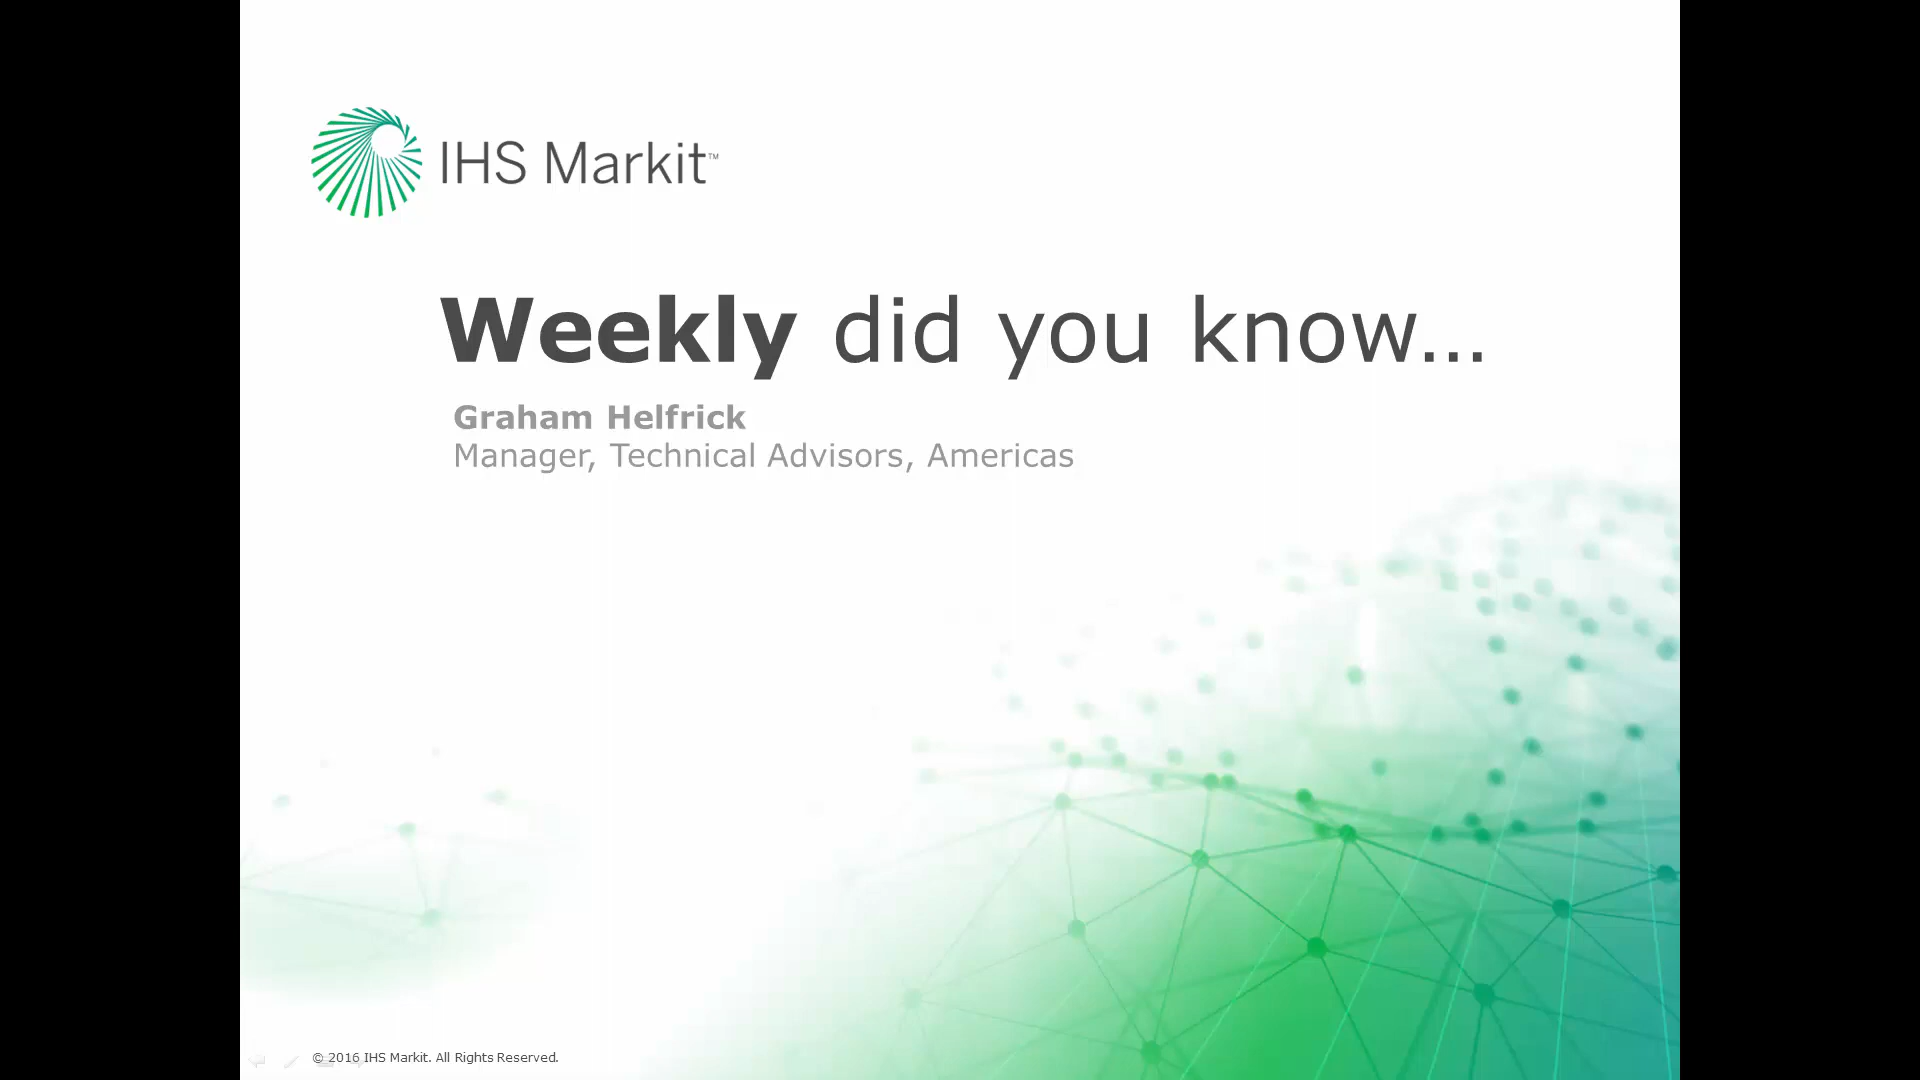 IHS Markit™
Weekly did you know...
Graham Helfrick
Manager, Technical Advisors, Americas
© 2016 IHS Markit. All Rights Reserved.